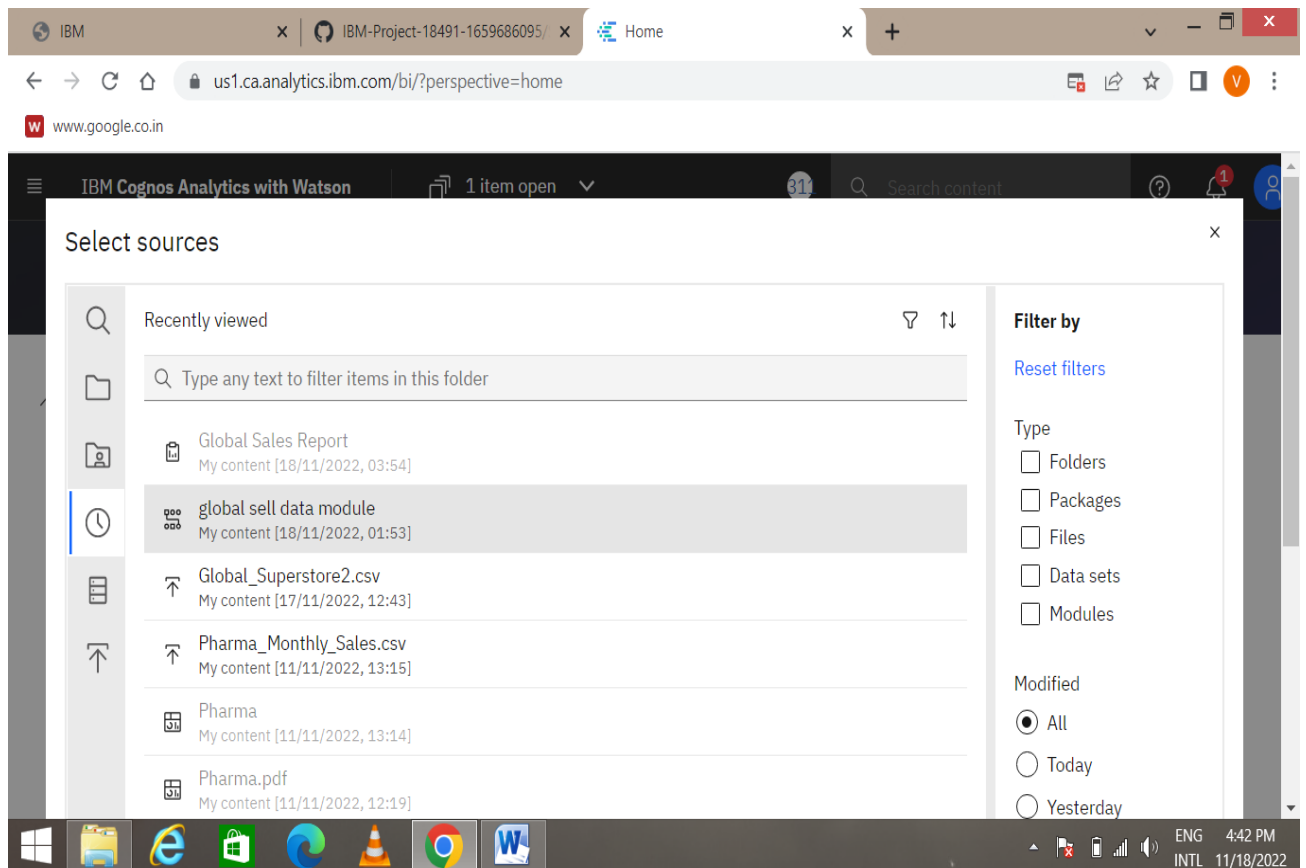 IBM
IBM-Project-18491-1659686095/
Home
us1.ca.analytics.ibm.com/bi/?perspective=home
V
W www.google.co.in
IBM Cognos Analytics with Watson
1 item open
311
Search content
1
Select sources
Recently viewed
Type any text to filter items in this folder
Global Sales Report
My content [18/11/2022, 03:54]
global sell data module
My content [18/11/2022, 01:53]
Global_Superstore2.csv
My content [17/11/2022, 12:43]
Pharma_Monthly_Sales.csv
My content [11/11/2022, 13:15]
Pharma
My content [11/11/2022, 13:14]
Pharma.pdf
My content [11/11/2022, 12:19]
Filter by
Reset filters
Type
Folders
Packages
Files
Data sets
Modules
Modified
All
Today
Yesterday
W
ENG 4:42 PM
INTL 11/18/2022